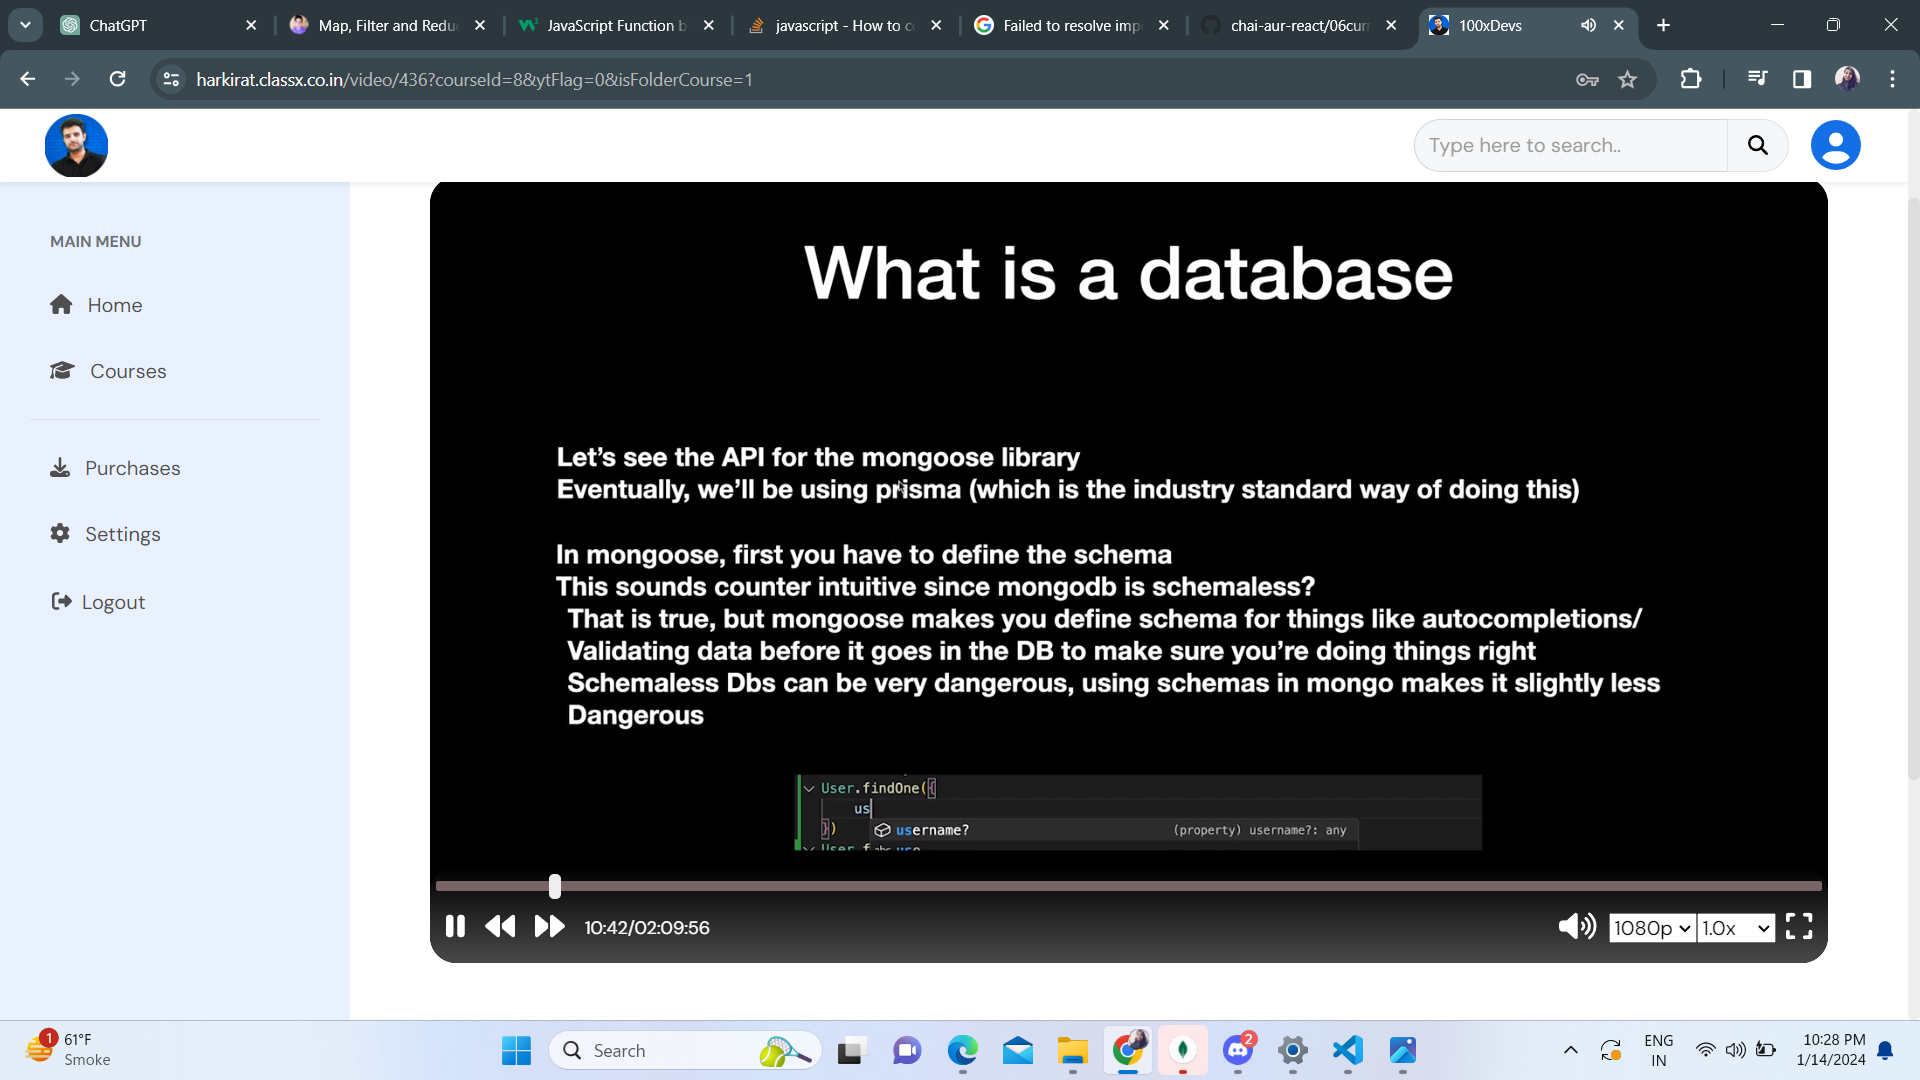 ChatGPT
Map, Filter and Redu
JavaScript Function b
javascript - How to c
Failed to resolve imp
chai-aur-react/06curr
100xDevs
harkirat.classx.co.in/video/436?courseId=8&ytFlag=0&isFolderCourse=1
Type here to search..
MAIN MENU
Home
Courses
Purchases
Settings
Logout
What is a database
Let's see the API for the mongoose library
Eventually, we'll be using prisma (which is the industry standard way of doing this)
In mongoose, first you have to define the schema
This sounds counter intuitive since mongodb is schemaless?
That is true, but mongoose makes you define schema for things like autocompletions/
Validating data before it goes in the DB to make sure you're doing things right
Schemaless Dbs can be very dangerous, using schemas in mongo makes it slightly less
Dangerous
User.findOne({
us
}) username? (property) username?: any
10:42/02:09:56
1080p 1.0x
1 61°F
Smoke
Search
2
ENG
IN
10:28 PM
1/14/2024